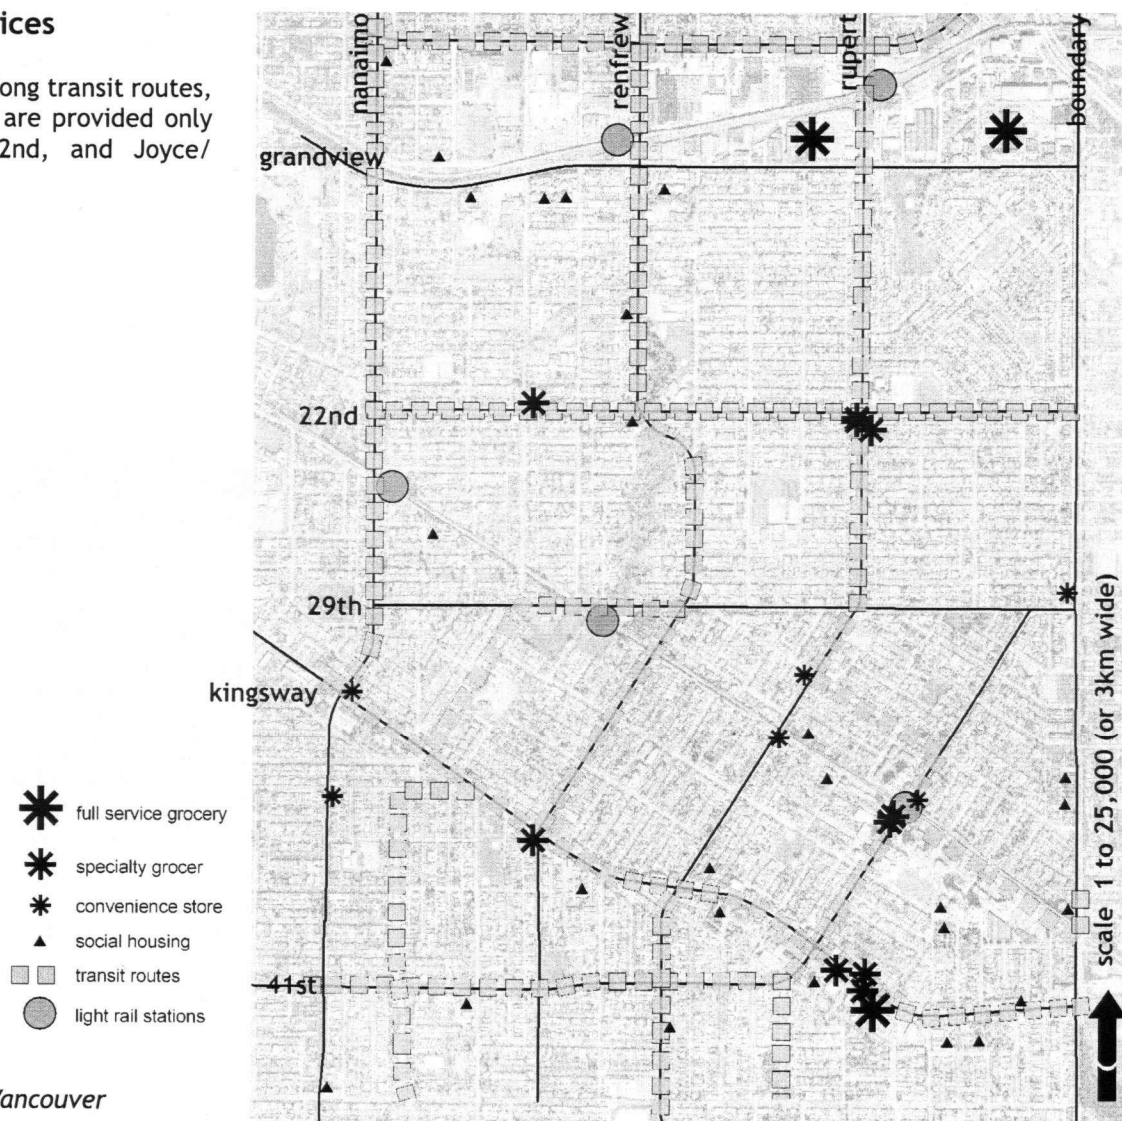 ices
ong transit routes,
are provided only
2nd, and Joyce/
nanaimo
renfrew
rupert
boundary
grandview
22nd
29th
kingsway
41st
full service grocery
specialty grocer
convenience store
social housing
transit routes
light rail stations
scale 1 to 25,000 (or 3km wide)
Vancouver